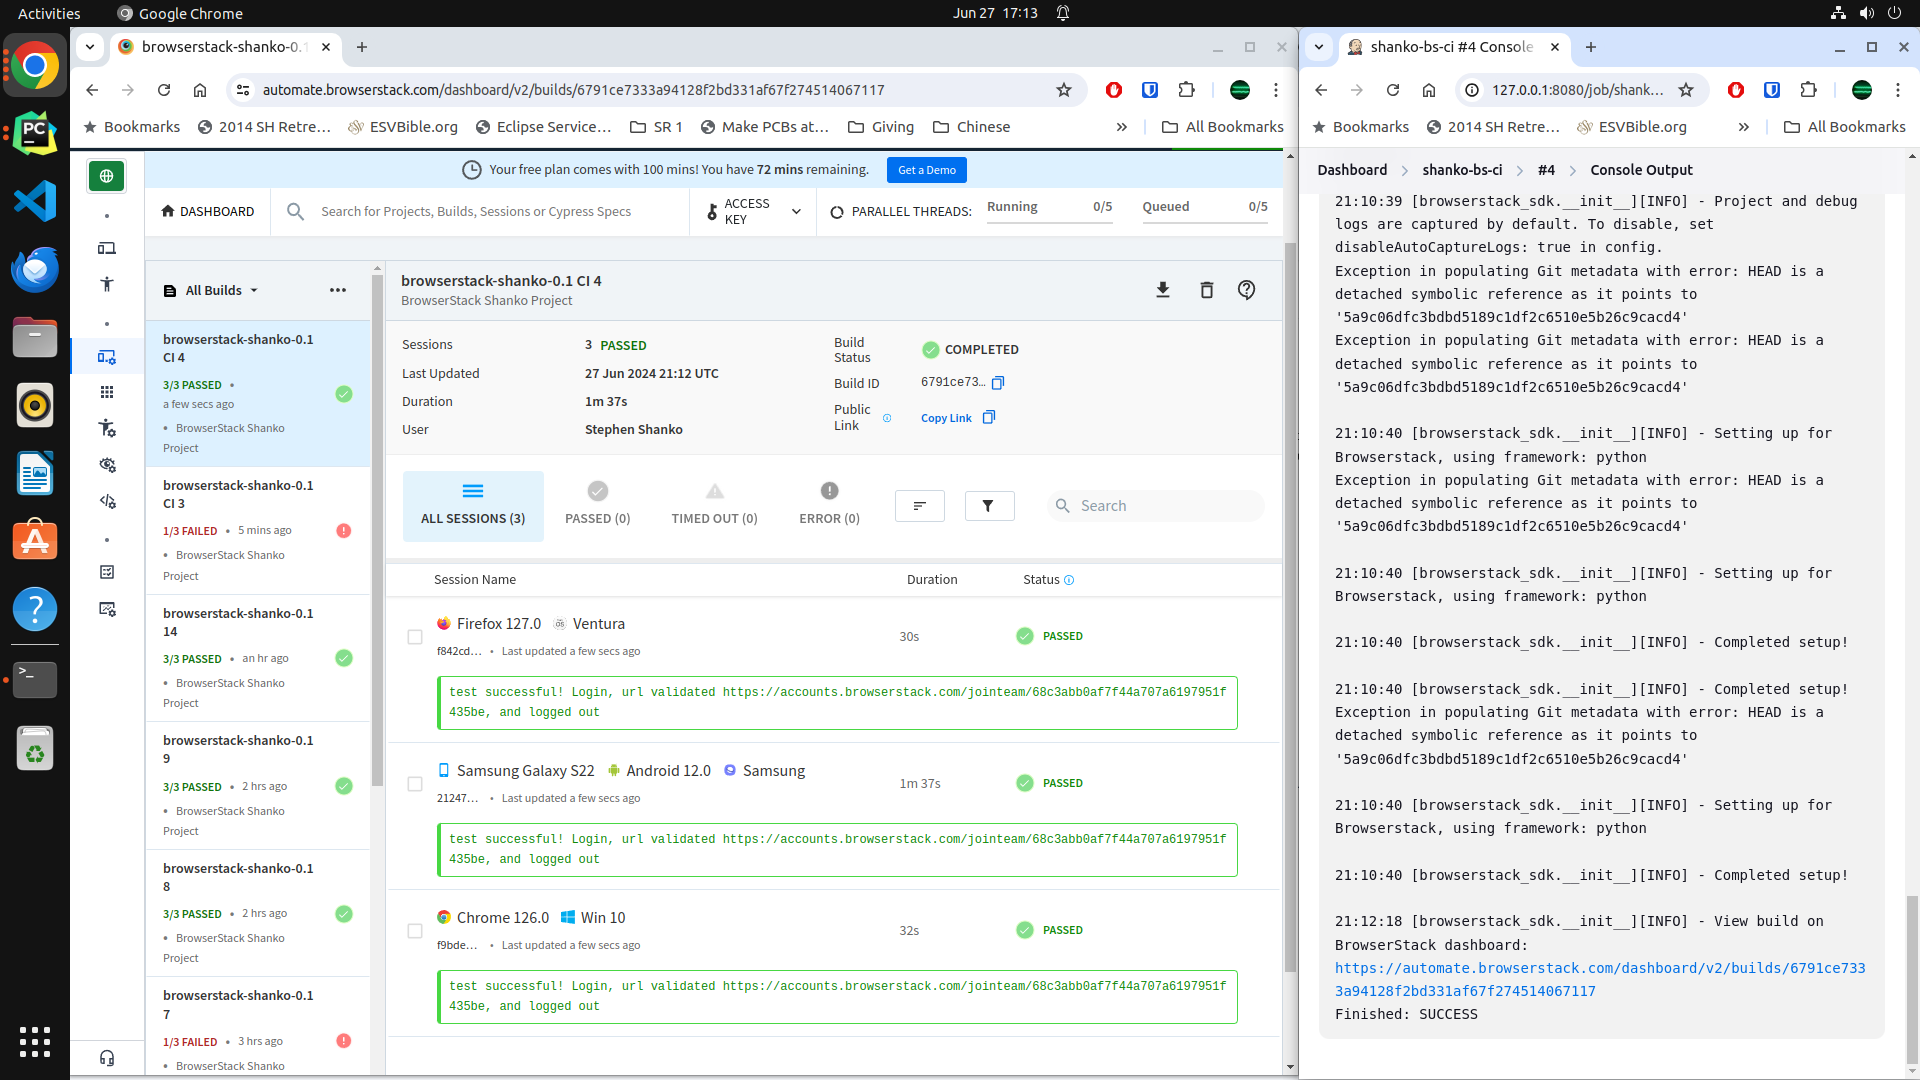 Activities
Google Chrome
Jun 27 17:13
browserstack-shanko-0.1
automate.browserstack.com/dashboard/v2/builds/6791ce7333a94128f2bd331af67f274514067117
Bookmarks
2014 SH Retre…
ESVBible.org
Eclipse Service…
SR 1
Make PCBs at…
Giving
Chinese
»
All Bookmarks
Your free plan comes with 100 mins! You have 72 mins remaining.
Get a Demo
DASHBOARD
Search for Projects, Builds, Sessions or Cypress Specs
ACCESS
KEY
PARALLEL THREADS:
Running 0/5
Queued 0/5
All Builds
browserstack-shanko-0.1
CI 4
3/3 PASSED •
a few secs ago
• BrowserStack Shanko
Project
browserstack-shanko-0.1
CI 3
1/3 FAILED • 5 mins ago
• BrowserStack Shanko
Project
browserstack-shanko-0.1
14
3/3 PASSED • an hr ago
• BrowserStack Shanko
Project
browserstack-shanko-0.1
9
3/3 PASSED • 2 hrs ago
• BrowserStack Shanko
Project
browserstack-shanko-0.1
8
3/3 PASSED • 2 hrs ago
• BrowserStack Shanko
Project
browserstack-shanko-0.1
7
1/3 FAILED • 3 hrs ago
• BrowserStack Shanko
browserstack-shanko-0.1 CI 4
BrowserStack Shanko Project
Sessions 3 PASSED
Last Updated 27 Jun 2024 21:12 UTC
Duration 1m 37s
User Stephen Shanko
Build
Status
COMPLETED
Build ID 6791ce73…
Public
Link
Copy Link
ALL SESSIONS (3)
PASSED (0)
TIMED OUT (0)
ERROR (0)
Search
Session Name Duration Status
Firefox 127.0 Ventura
f842cd… • Last updated a few secs ago
30s
PASSED
test successful! Login, url validated https://accounts.browserstack.com/jointeam/68c3abb0af7f44a707a6197951f
435be, and logged out
Samsung Galaxy S22 Android 12.0 Samsung
21247… • Last updated a few secs ago
1m 37s
PASSED
test successful! Login, url validated https://accounts.browserstack.com/jointeam/68c3abb0af7f44a707a6197951f
435be, and logged out
Chrome 126.0 Win 10
f9bde… • Last updated a few secs ago
32s
PASSED
test successful! Login, url validated https://accounts.browserstack.com/jointeam/68c3abb0af7f44a707a6197951f
435be, and logged out
shanko-bs-ci #4 Console
127.0.0.1:8080/job/shank…
Bookmarks
2014 SH Retre…
ESVBible.org
»
All Bookmarks
Dashboard
shanko-bs-ci
#4
Console Output
21:10:39 [browserstack_sdk.__init__][INFO] - Project and debug
logs are captured by default. To disable, set
disableAutoCaptureLogs: true in config.
Exception in populating Git metadata with error: HEAD is a
detached symbolic reference as it points to
'5a9c06dfc3bdbd5189c1df2c6510e5b26c9cacd4'
Exception in populating Git metadata with error: HEAD is a
detached symbolic reference as it points to
'5a9c06dfc3bdbd5189c1df2c6510e5b26c9cacd4'
21:10:40 [browserstack_sdk.__init__][INFO] - Setting up for
Browserstack, using framework: python
Exception in populating Git metadata with error: HEAD is a
detached symbolic reference as it points to
'5a9c06dfc3bdbd5189c1df2c6510e5b26c9cacd4'
21:10:40 [browserstack_sdk.__init__][INFO] - Setting up for
Browserstack, using framework: python
21:10:40 [browserstack_sdk.__init__][INFO] - Completed setup!
21:10:40 [browserstack_sdk.__init__][INFO] - Completed setup!
Exception in populating Git metadata with error: HEAD is a
detached symbolic reference as it points to
'5a9c06dfc3bdbd5189c1df2c6510e5b26c9cacd4'
21:10:40 [browserstack_sdk.__init__][INFO] - Setting up for
Browserstack, using framework: python
21:10:40 [browserstack_sdk.__init__][INFO] - Completed setup!
21:12:18 [browserstack_sdk.__init__][INFO] - View build on
BrowserStack dashboard:
https://automate.browserstack.com/dashboard/v2/builds/6791ce733
3a94128f2bd331af67f274514067117
Finished: SUCCESS